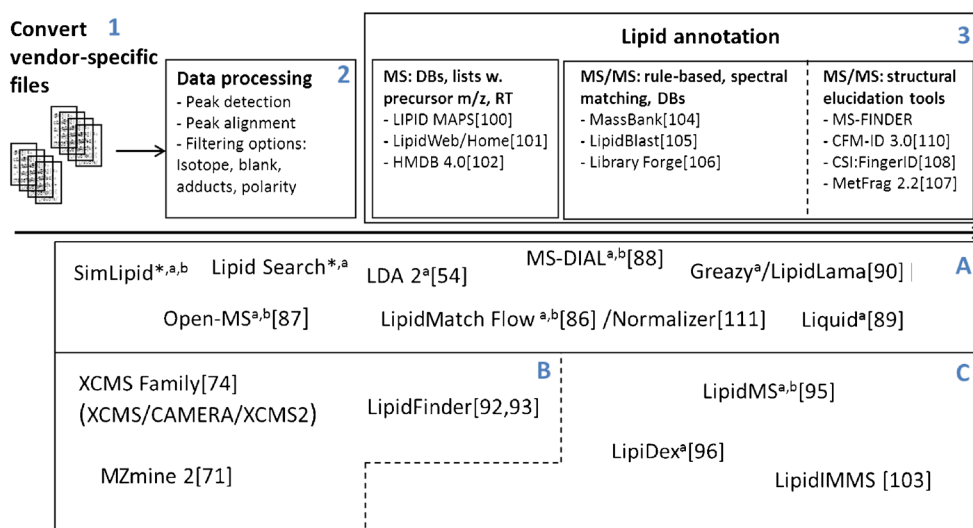 Convert 1
vendor-specific
files
Data processing 2
- Peak detection
- Peak alignment
- Filtering options:
Isotope, blank,
adducts, polarity
Lipid annotation 3
MS: DBs, lists w.
precursor m/z, RT
- LIPID MAPS[100]
- LipidWeb/Home[101]
- HMDB 4.0[102]
MS/MS: rule-based, spectral
matching, DBs
- MassBank[104]
- LipidBlast[105]
- Library Forge[106]
MS/MS: structural
elucidation tools
- MS-FINDER
- CFM-ID 3.0[110]
- CSI:FingerID[108]
- MetFrag 2.2[107]
A
SimLipid*,a,b
Lipid Search*,a
LDA 2a[54]
MS-DIALa,b[88]
Greazya/LipidLama[90]
Open-MSa,b[87]
LipidMatch Flow a,b[86] /Normalizer[111]
Liquida[89]
B
XCMS Family[74]
(XCMS/CAMERA/XCMS2)
LipidFinder[92,93]
MZmine 2[71]
C
LipidMSa,b[95]
LipiDexa[96]
LipidIMMS [103]